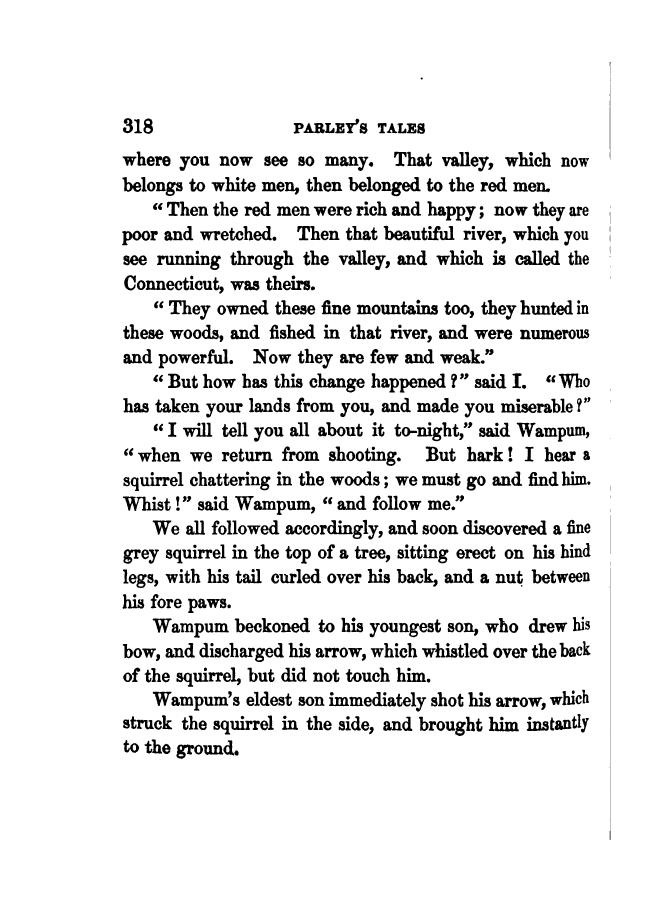 318 PARLEY'S TALES
where you now see so many. That valley, which now
belongs to white men, then belonged to the red men.
“Then the red men were rich and happy; now they are
poor and wretched. Then that beautiful river, which you
see running through the valley, and which is called the
Connecticut, was theirs.
“They owned these fine mountains too, they hunted in
these woods, and fished in that river, and were numerous
and powerful. Now they are few and weak.”
“But how has this change happened?” said I. “Who
has taken your lands from you, and made you miserable?”
“I will tell you all about it to-night,” said Wampum,
“when we return from shooting. But hark! I hear a
squirrel chattering in the woods; we must go and find him.
Whist!” said Wampum, “and follow me.”
We all followed accordingly, and soon discovered a fine
grey squirrel in the top of a tree, sitting erect on his hind
legs, with his tail curled over his back, and a nut between
his fore paws.
Wampum beckoned to his youngest son, who drew his
bow, and discharged his arrow, which whistled over the back
of the squirrel, but did not touch him.
Wampum's eldest son immediately shot his arrow, which
struck the squirrel in the side, and brought him instantly
to the ground.